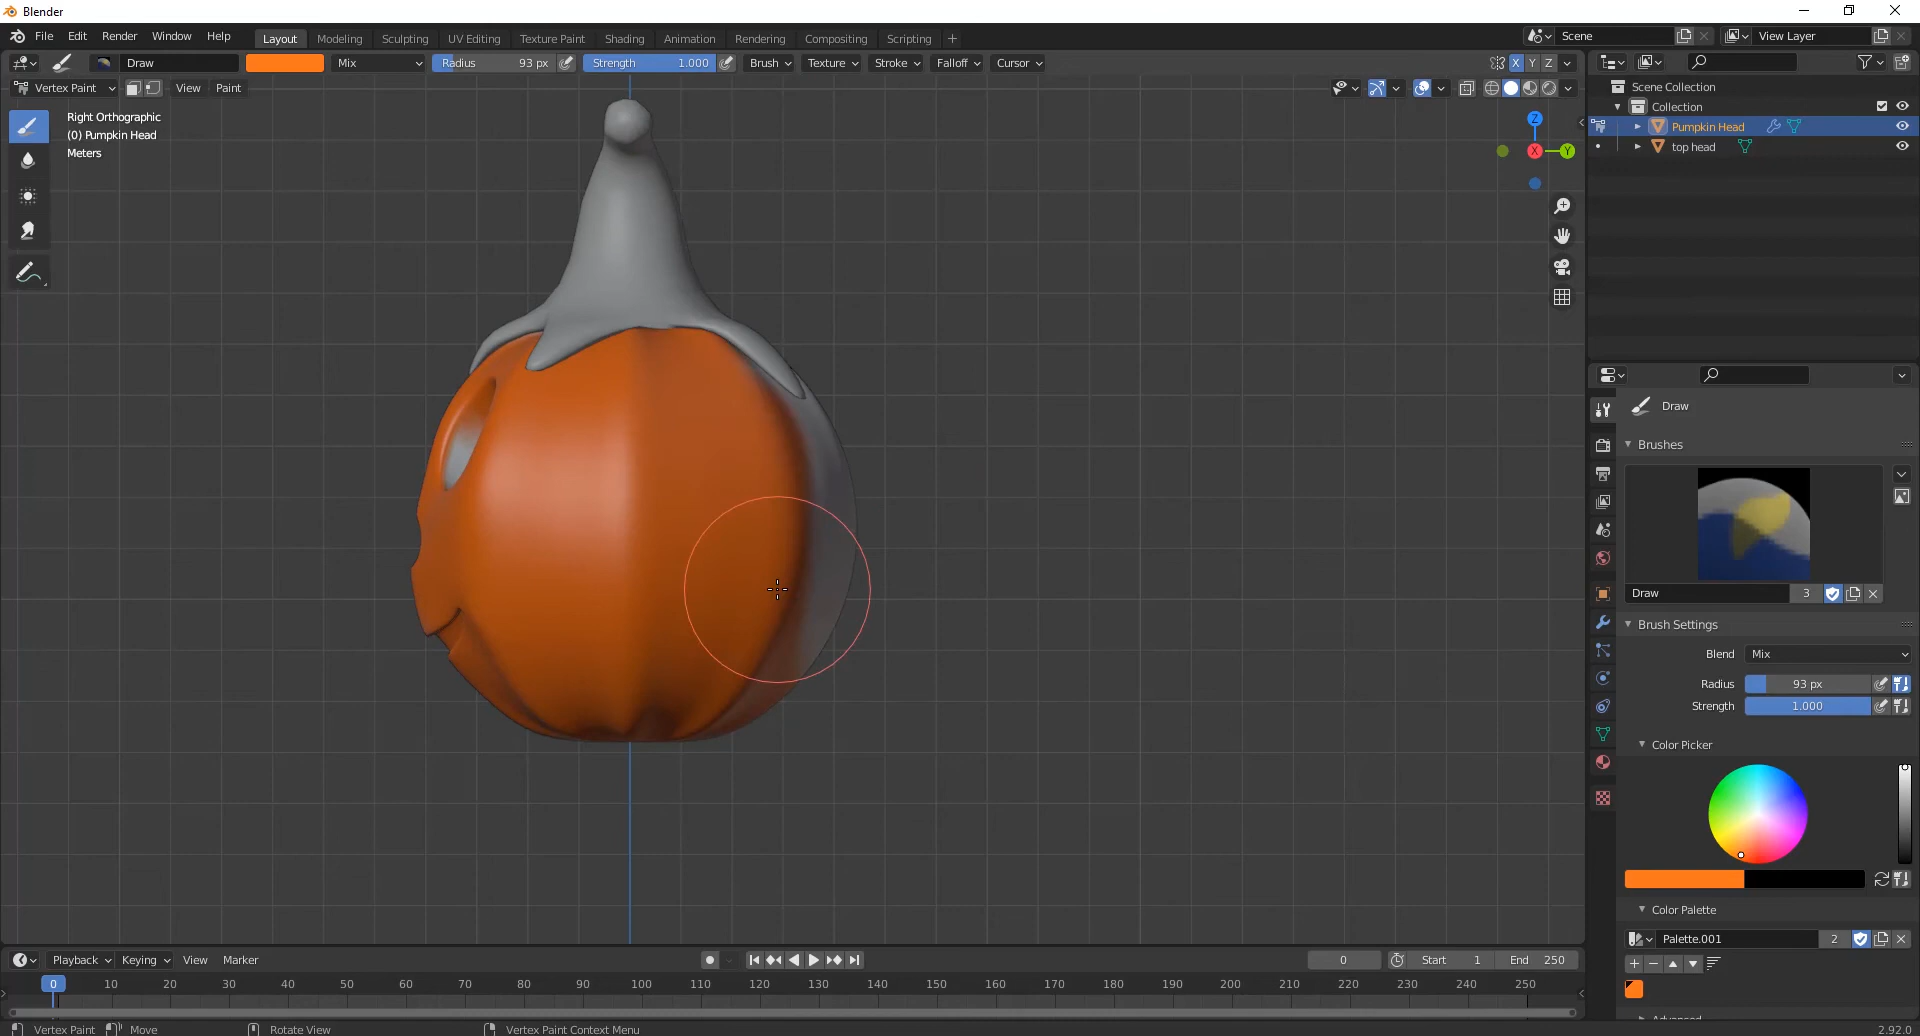 Blender
File Edit Render Window Help Layout Modeling Sculpting UV Editing Texture Paint Shading Animation Rendering Compositing Scripting + Scene View Layer
Draw Mix Radius 93 px Strength 1.000 Brush Texture Stroke Falloff Cursor X Y Z
Vertex Paint View Paint
Right Orthographic
(0) Pumpkin Head
Meters
Z
X
Y
Scene Collection
Collection
Pumpkin Head
top head
Draw
Brushes
Draw 3
Brush Settings
Blend Mix
Radius 93 px
Strength 1.000
Color Picker
Color Palette
Palette.001 2
Playback Keying View Marker 0 Start 1 End 250
0 10 20 30 40 50 60 70 80 90 100 110 120 130 140 150 160 170 180 190 200 210 220 230 240 250
Vertex Paint Move Rotate View Vertex Paint Context Menu 2.92.0